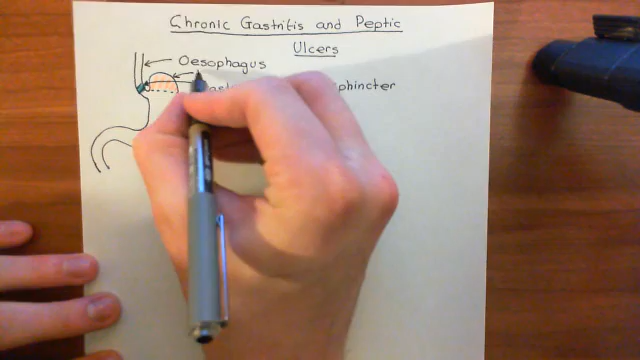 Chronic Gastritis and Peptic
Ulcers
Oesophagus
phincter